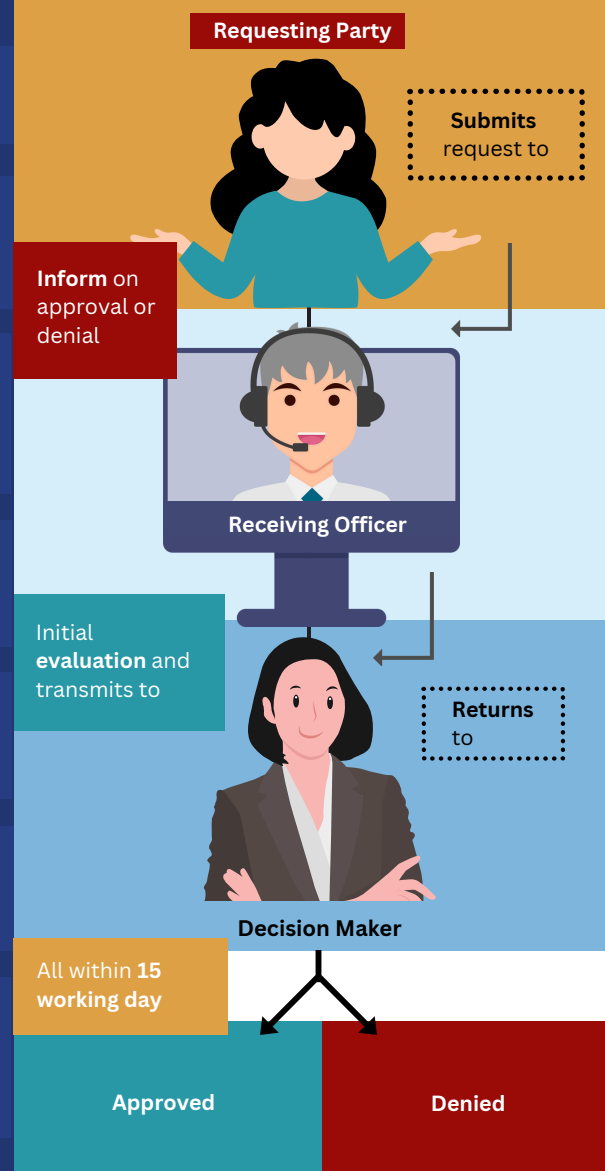 Requesting Party
Submits
request to
Inform on
approval or
denial
Receiving Officer
Initial
evaluation and
transmits to
Returns
to
Decision Maker
All within 15
working day
Approved
Denied